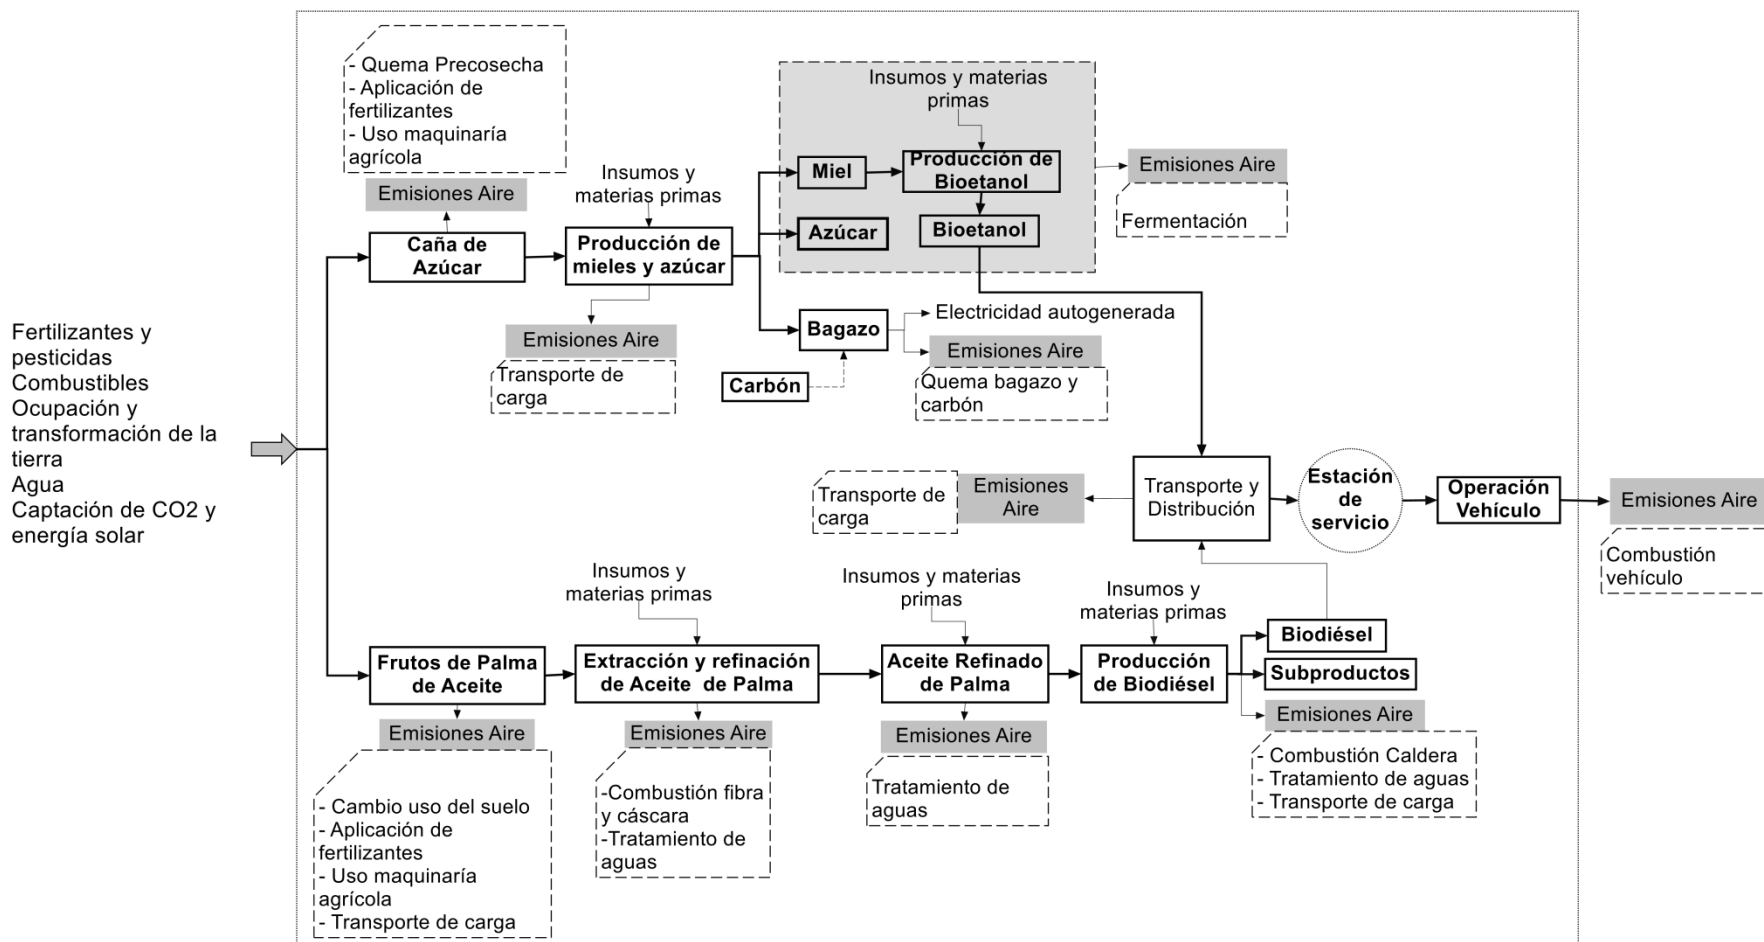 Fertilizantes y
pesticidas
Combustibles
Ocupación y
transformación de la
tierra
Agua
Captación de CO2 y
energía solar
- Quema Precosecha
- Aplicación de
fertilizantes
- Uso maquinaría
agrícola
Emisiones Aire
Caña de
Azúcar
Insumos y
materias primas
Producción de
mieles y azúcar
Emisiones Aire
Transporte de
carga
Insumos y materias
primas
Miel
Producción de
Bioetanol
Azúcar
Bioetanol
Emisiones Aire
Fermentación
Bagazo
Electricidad autogenerada
Emisiones Aire
Quema bagazo y
carbón
Carbón
Transporte de
carga
Emisiones
Aire
Transporte y
Distribución
Estación
de
servicio
Operación
Vehículo
Emisiones Aire
Combustión
vehículo
Frutos de Palma
de Aceite
Emisiones Aire
- Cambio uso del suelo
- Aplicación de
fertilizantes
- Uso maquinaría
agrícola
- Transporte de carga
Insumos y
materias primas
Extracción y refinación
de Aceite de Palma
Emisiones Aire
-Combustión fibra
y cáscara
-Tratamiento de
aguas
Insumos y materias
primas
Aceite Refinado
de Palma
Emisiones Aire
Tratamiento de
aguas
Insumos y
materias primas
Producción
de Biodiésel
Biodiésel
Subproductos
Emisiones Aire
- Combustión Caldera
- Tratamiento de aguas
- Transporte de carga